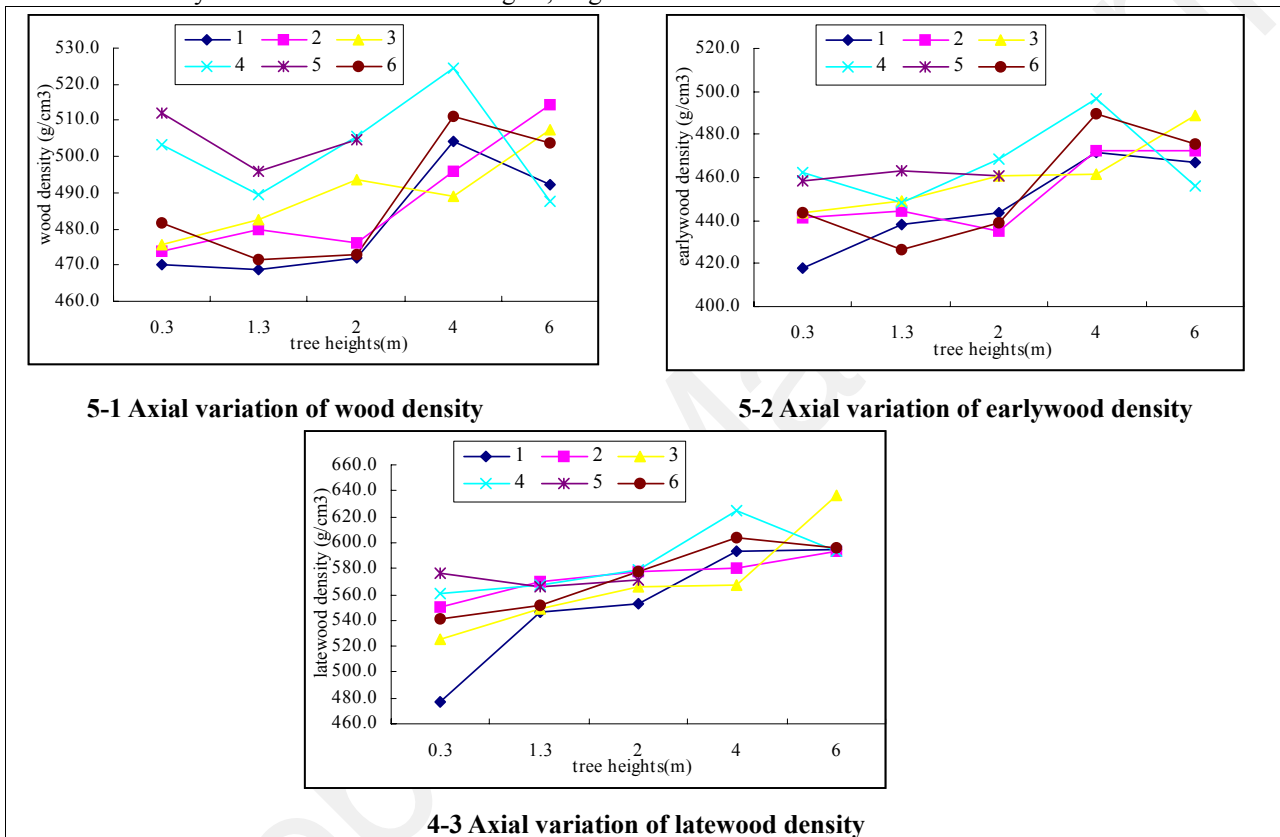 530.0
520.0
510.0
500.0
490.0
480.0
470.0
460.0
wood density (g/cm3)
1 2 3
4 5 6
0.3 1.3 2 4 6
tree heights(m)
520.0
500.0
480.0
460.0
440.0
420.0
400.0
earlywood density (g/cm3)
1 2 3
4 5 6
0.3 1.3 2 4 6
tree heights(m)
5-1 Axial variation of wood density
5-2 Axial variation of earlywood density
660.0
640.0
620.0
600.0
580.0
560.0
540.0
520.0
500.0
480.0
460.0
latewood density (g/cm3)
1 2 3
4 5 6
0.3 1.3 2 4 6
tree heights(m)
4-3 Axial variation of latewood density